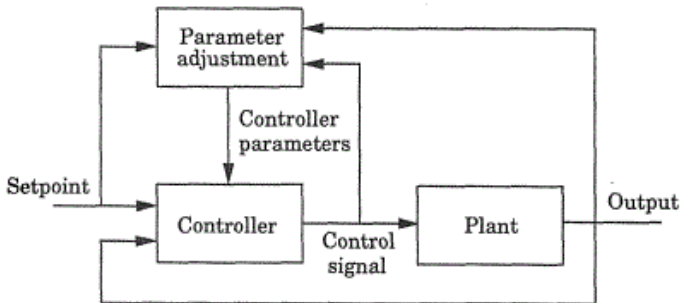 Parameter
adjustment
Controller
parameters
Setpoint
Controller
Control
signal
Plant
Output